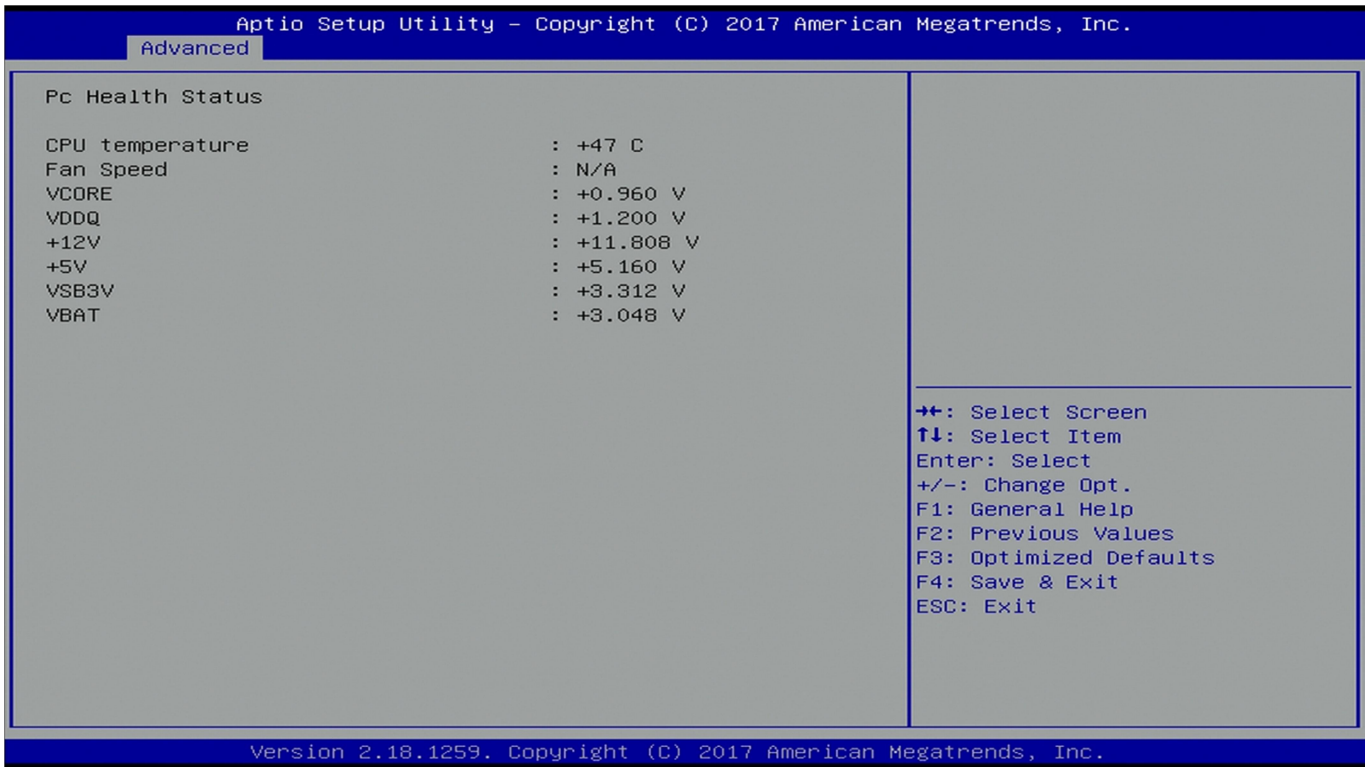 Aptio Setup Utility – Copyright (C) 2017 American Megatrends, Inc.
Advanced
Pc Health Status
CPU temperature : +47 C
Fan Speed : N/A
VCORE : +0.960 V
VDDQ : +1.200 V
+12V : +11.808 V
+5V : +5.160 V
VSB3V : +3.312 V
VBAT : +3.048 V
→←: Select Screen
↑↓: Select Item
Enter: Select
+/-: Change Opt.
F1: General Help
F2: Previous Values
F3: Optimized Defaults
F4: Save & Exit
ESC: Exit
Version 2.18.1259. Copyright (C) 2017 American Megatrends, Inc.